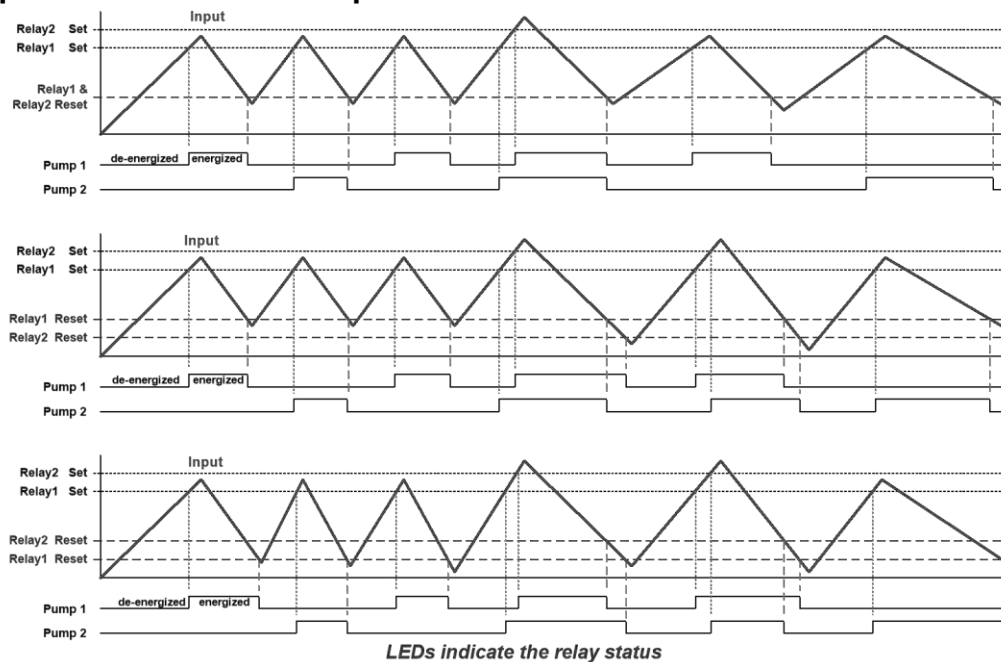 Input
Relay2 Set
Relay1 Set
Relay1 &
Relay2 Reset
Pump 1 de-energized energized
Pump 2
Input
Relay2 Set
Relay1 Set
Relay1 Reset
Relay2 Reset
Pump 1 de-energized energized
Pump 2
Input
Relay2 Set
Relay1 Set
Relay2 Reset
Relay1 Reset
Pump 1 de-energized energized
Pump 2
LEDs indicate the relay status